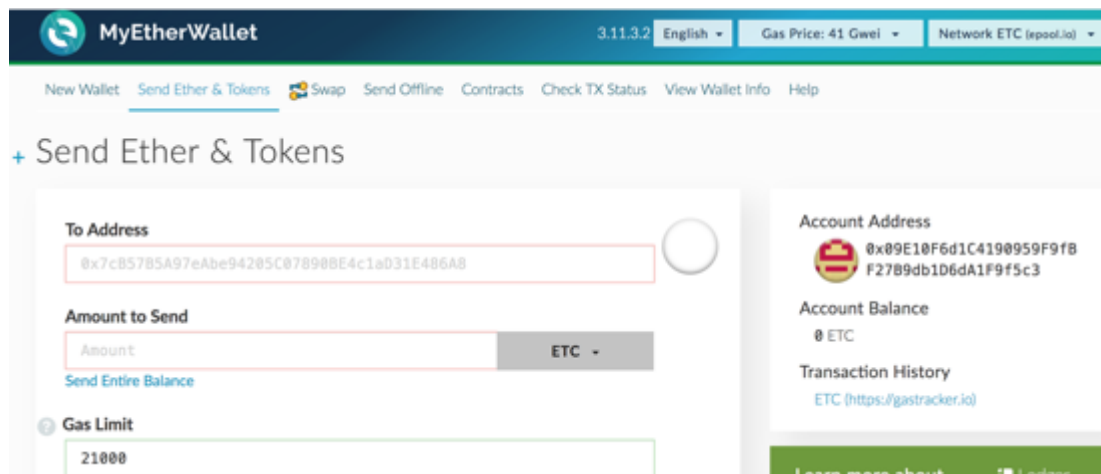 MyEtherWallet
3.11.3.2 English Gas Price: 41 Gwei Network ETC (epool.io)
New Wallet Send Ether & Tokens Swap Send Offline Contracts Check TX Status View Wallet Info Help
+ Send Ether & Tokens
To Address
0x7cB57B5A97eAbe94205C07890BE4c1aD31E486A8
Amount to Send
Amount
ETC
Send Entire Balance
? Gas Limit
21000
Account Address
0x09E10F6d1C4190959F9fB
F27B9db1D6dA1F9f5c3
Account Balance
0 ETC
Transaction History
ETC (https://gastracker.io)
Learn more about